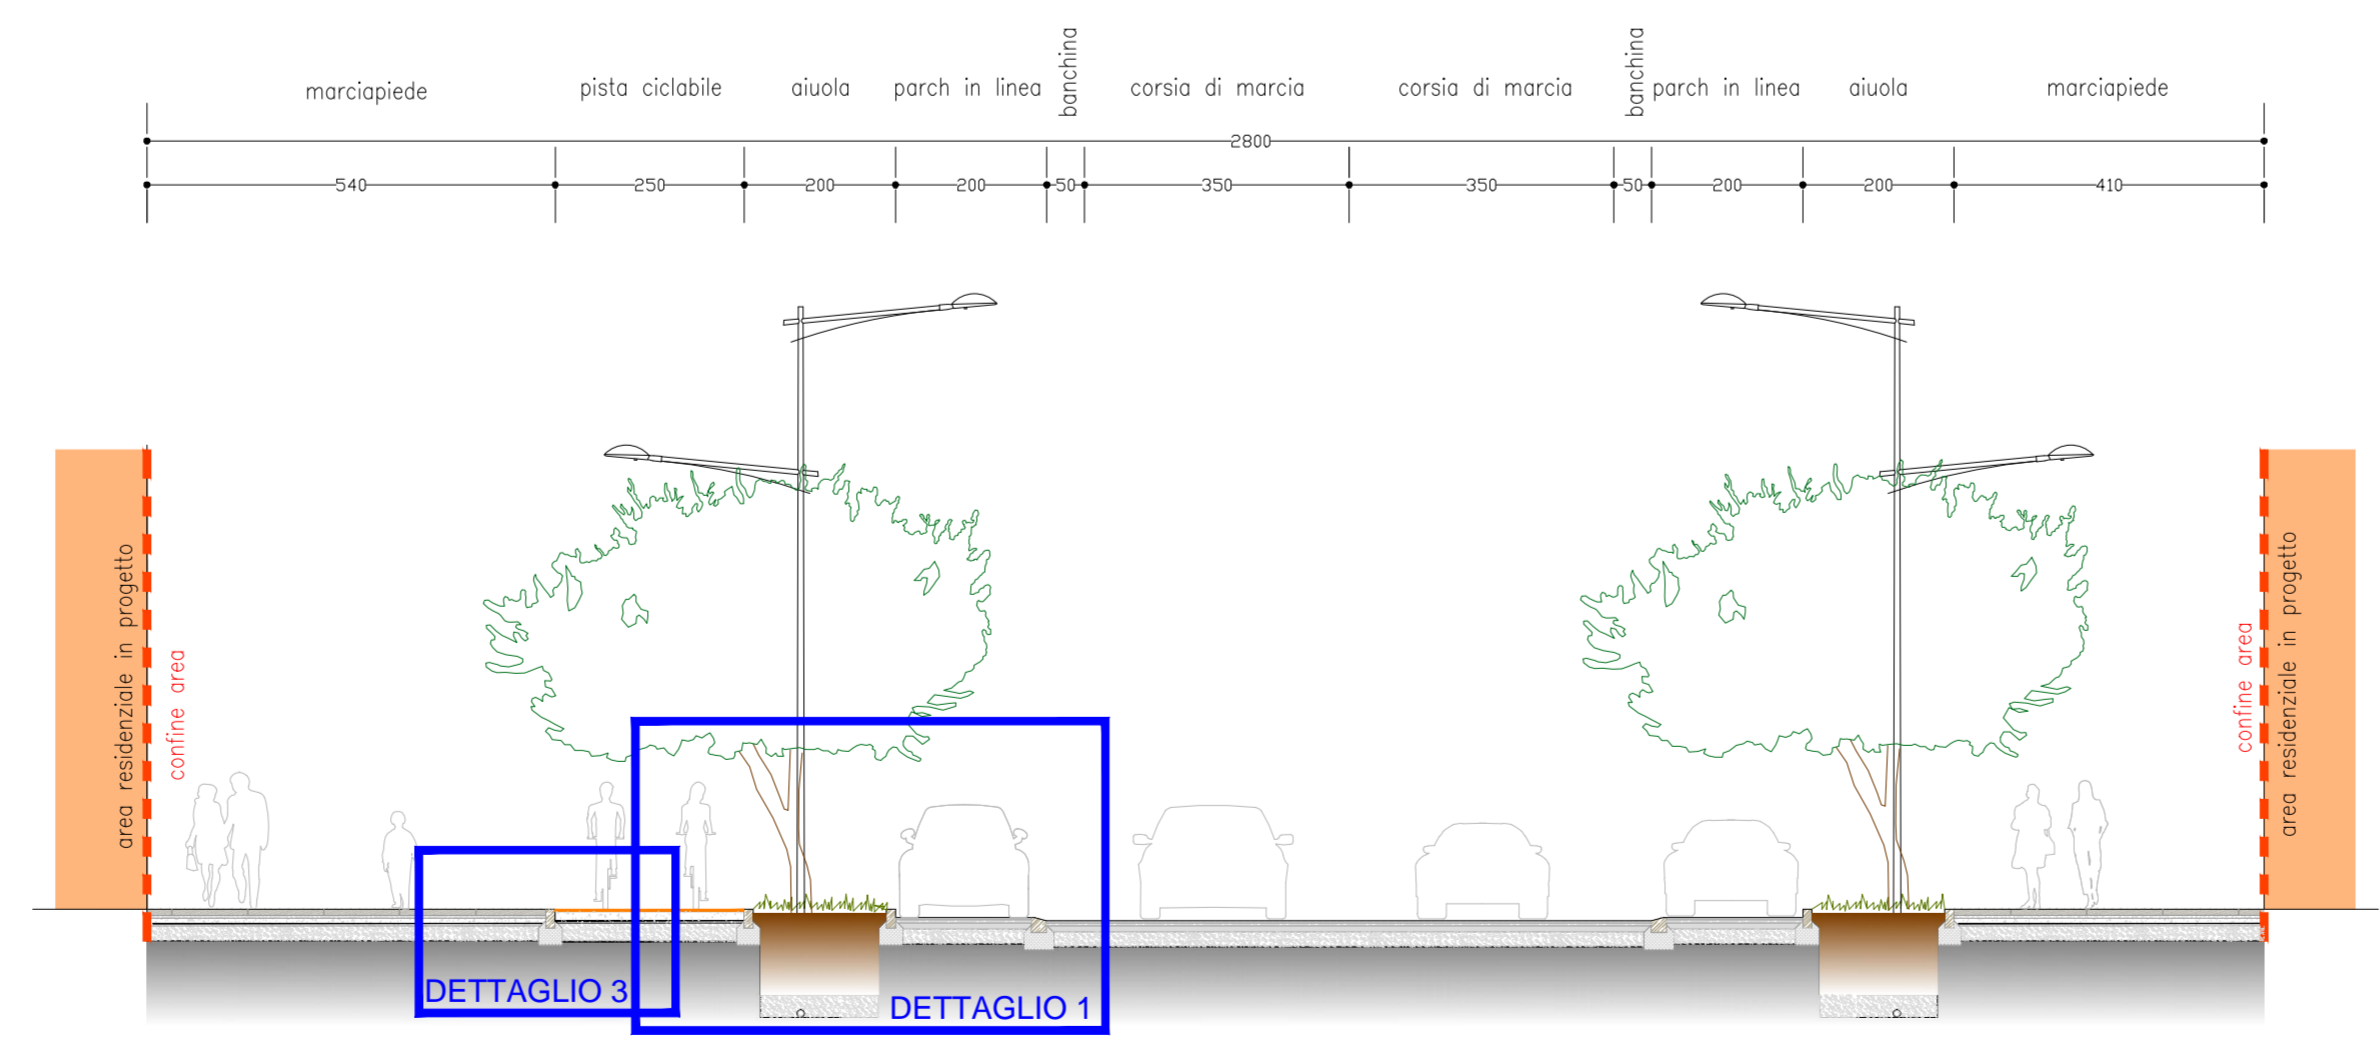 marciapiede
pista ciclabile
aiuola
parch in linea
banchina
corsia di marcia
corsia di marcia
banchina
parch in linea
aiuola
marciapiede
2800
540
250
200
200
50
350
350
50
200
200
410
area residenziale in progetto
confine area
confine area
area residenziale in progetto
DETTAGLIO 3
DETTAGLIO 1